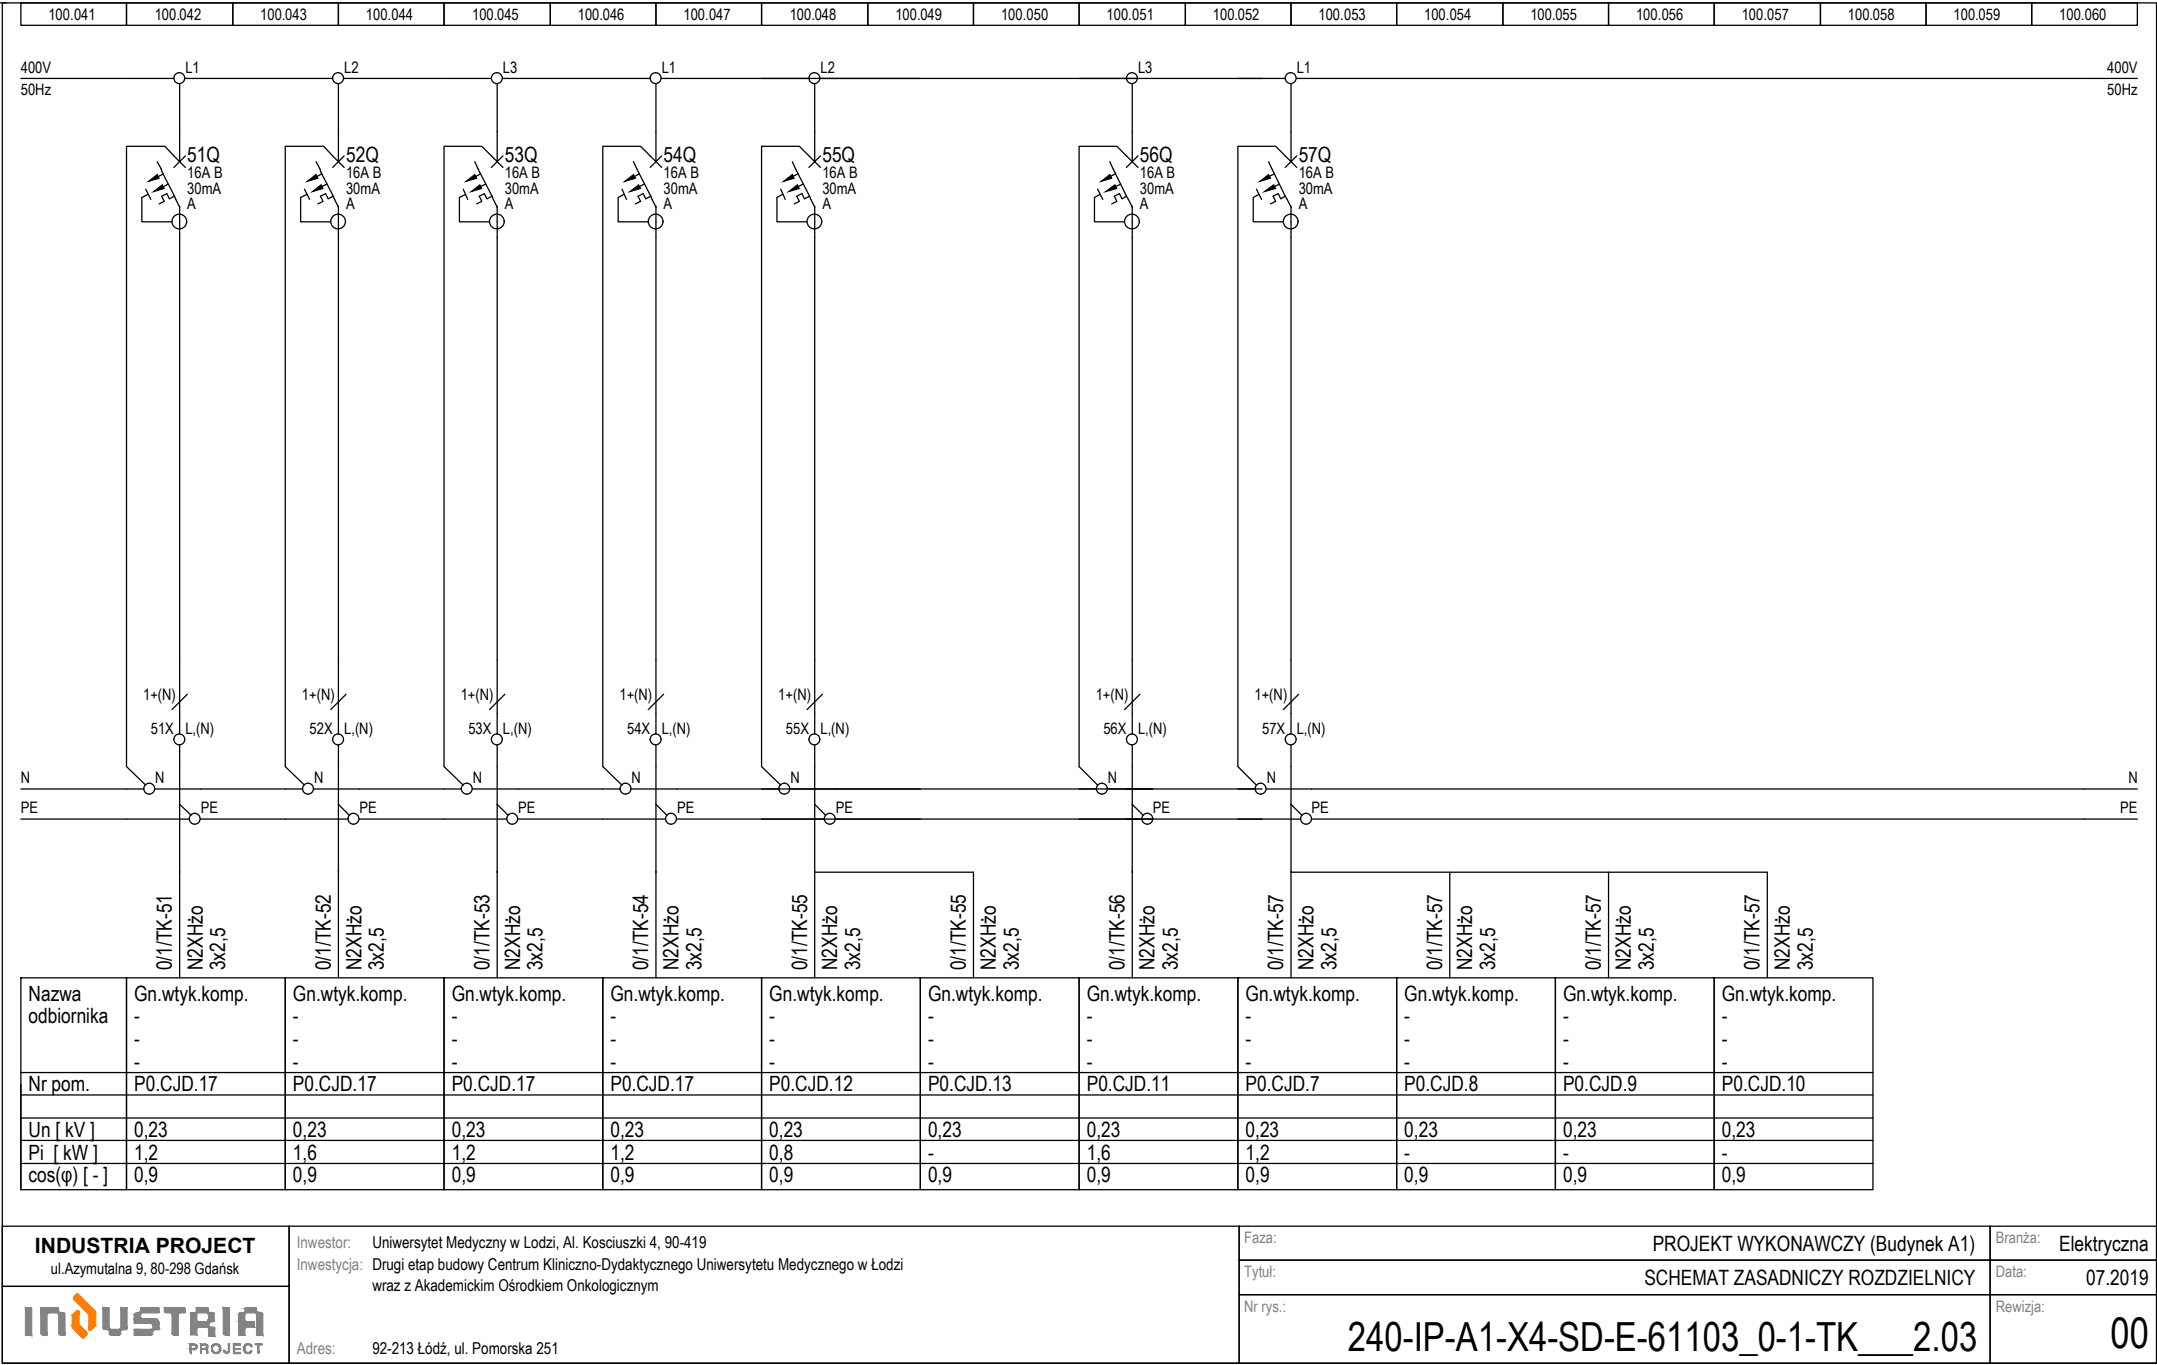 100.041 100.042 100.043 100.044 100.045 100.046 100.047 100.048 100.049 100.050 100.051 100.052 100.053 100.054 100.055 100.056 100.057 100.058 100.059 100.060
400V L1 L2 L3 L1 L2 L3 L1 400V
50Hz 50Hz
51Q 52Q 53Q 54Q 55Q 56Q 57Q
16A B 16A B 16A B 16A B 16A B 16A B 16A B
30mA 30mA 30mA 30mA 30mA 30mA 30mA
A A A A A A A
1+(N) 1+(N) 1+(N) 1+(N) 1+(N) 1+(N) 1+(N)
51X L,(N) 52X L,(N) 53X L,(N) 54X L,(N) 55X L,(N) 56X L,(N) 57X L,(N)
N N N N N N N N N
PE PE PE PE PE PE PE PE PE
0/1/TK-51 0/1/TK-52 0/1/TK-53 0/1/TK-54 0/1/TK-55 0/1/TK-55 0/1/TK-56 0/1/TK-57 0/1/TK-57 0/1/TK-57 0/1/TK-57
N2XHżo N2XHżo N2XHżo N2XHżo N2XHżo N2XHżo N2XHżo N2XHżo N2XHżo N2XHżo N2XHżo
3x2,5 3x2,5 3x2,5 3x2,5 3x2,5 3x2,5 3x2,5 3x2,5 3x2,5 3x2,5 3x2,5
Nazwa Gn.wtyk.komp. Gn.wtyk.komp. Gn.wtyk.komp. Gn.wtyk.komp. Gn.wtyk.komp. Gn.wtyk.komp. Gn.wtyk.komp. Gn.wtyk.komp. Gn.wtyk.komp. Gn.wtyk.komp. Gn.wtyk.komp.
odbiornika - - - - - - - - - - -
- - - - - - - - - - -
- - - - - - - - - - -
Nr pom. P0.CJD.17 P0.CJD.17 P0.CJD.17 P0.CJD.17 P0.CJD.12 P0.CJD.13 P0.CJD.11 P0.CJD.7 P0.CJD.8 P0.CJD.9 P0.CJD.10
Un [ kV ] 0,23 0,23 0,23 0,23 0,23 0,23 0,23 0,23 0,23 0,23 0,23
Pi [ kW ] 1,2 1,6 1,2 1,2 0,8 - 1,6 1,2 - - -
cos(φ) [ - ] 0,9 0,9 0,9 0,9 0,9 0,9 0,9 0,9 0,9 0,9 0,9
INDUSTRIA PROJECT
ul.Azymutalna 9, 80-298 Gdańsk
INDUSTRIA
PROJECT
Inwestor: Uniwersytet Medyczny w Lodzi, Al. Kosciuszki 4, 90-419
Inwestycja: Drugi etap budowy Centrum Kliniczno-Dydaktycznego Uniwersytetu Medycznego w Łodzi
wraz z Akademickim Ośrodkiem Onkologicznym
Adres: 92-213 Łódź, ul. Pomorska 251
Faza: PROJEKT WYKONAWCZY (Budynek A1)
Branża: Elektryczna
Tytuł: SCHEMAT ZASADNICZY ROZDZIELNICY
Data: 07.2019
Nr rys.: 240-IP-A1-X4-SD-E-61103_0-1-TK___2.03
Rewizja: 00